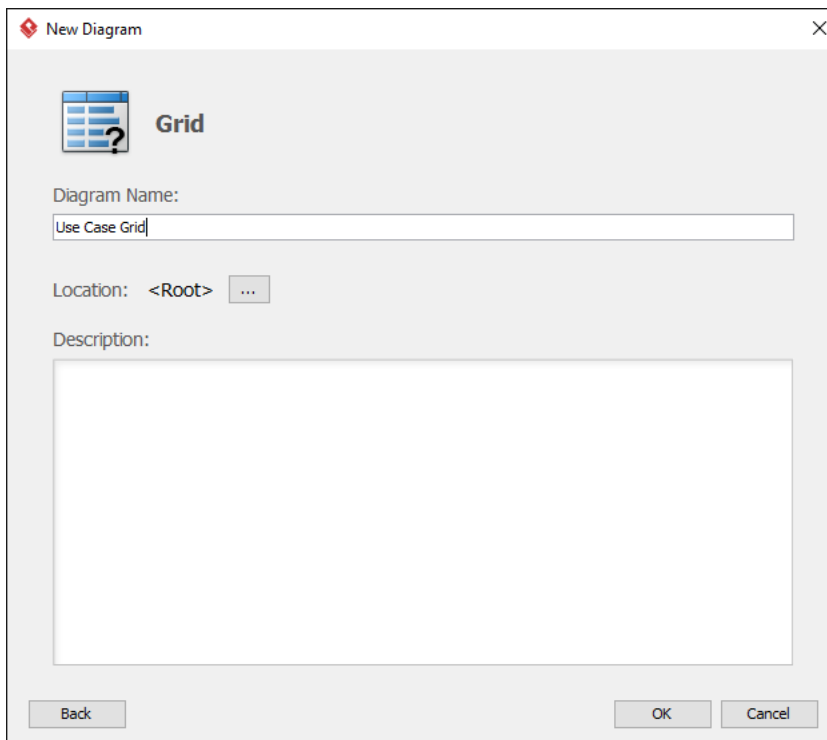 New Diagram
?
Grid
Diagram Name:
Use Case Grid
Location: <Root> ...
Description:
Back OK Cancel